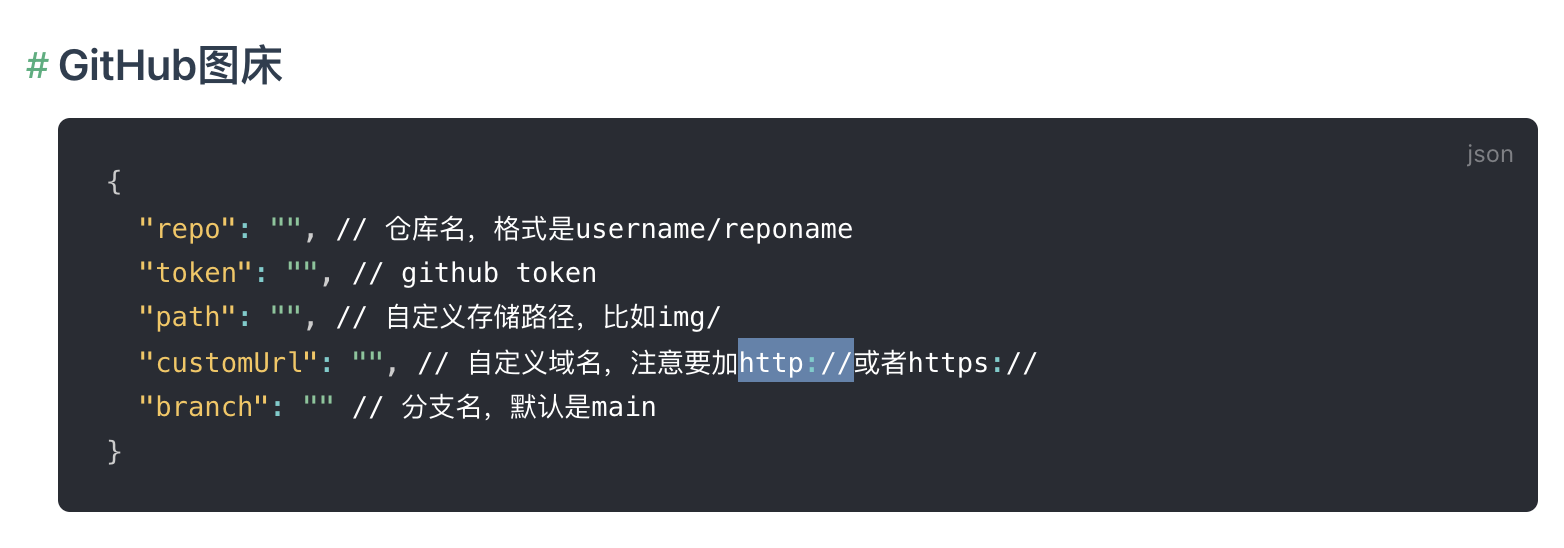 # GitHub图床
json
{
"repo": "", // 仓库名，格式是username/reponame
"token": "", // github token
"path": "", // 自定义存储路径，比如img/
"customUrl": "", // 自定义域名，注意要加http://或者https://
"branch": "" // 分支名，默认是main
}